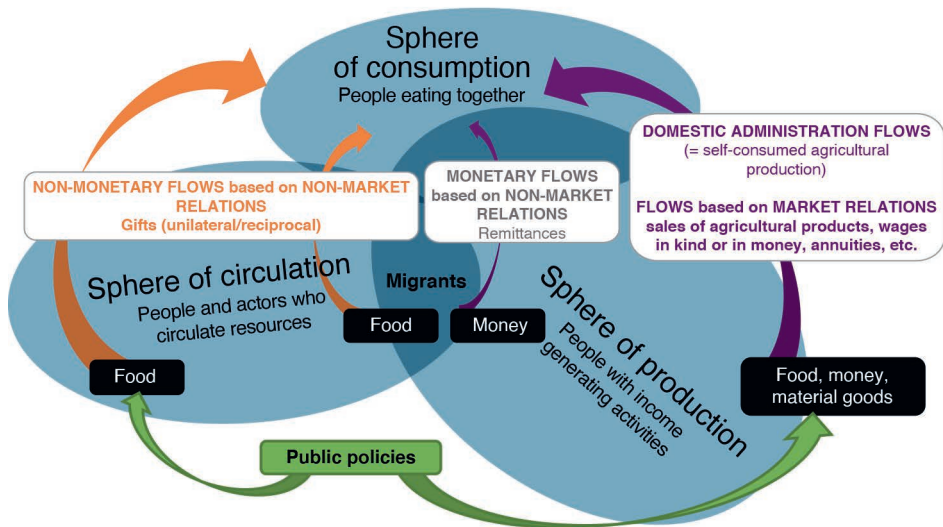 Sphere
of consumption
People eating together
NON-MONETARY FLOWS based on NON-MARKET
RELATIONS
Gifts (unilateral/reciprocal)
MONETARY FLOWS
based on NON-MARKET
RELATIONS
Remittances
DOMESTIC ADMINISTRATION FLOWS
(= self-consumed agricultural
production)
FLOWS based on MARKET RELATIONS
sales of agricultural products, wages
in kind or in money, annuities, etc.
Sphere of circulation
People and actors who
circulate resources
Migrants
Food
Money
Sphere of production
People with income
generating activities
Food
Food, money,
material goods
Public policies